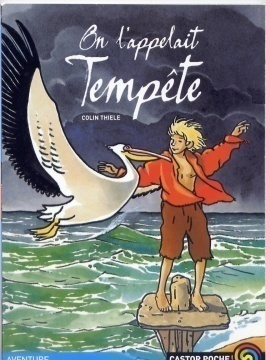 On l'appelait
Tempête
COLIN THIELE
AVENTURE
CASTOR POCHE